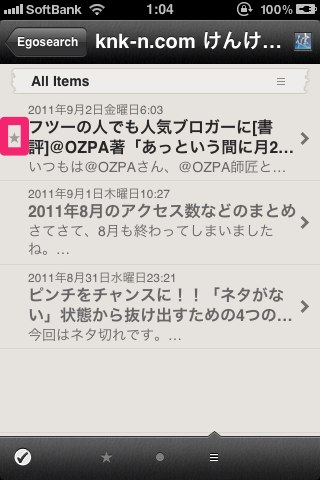 SoftBank 1:04 100%
Egosearch knk-n.com けんけ... 健
All Items
2011年9月2日金曜日6:03
フツーの人でも人気ブロガーに[書
評]@OZPA著「あっという間に月2...
いつも@OZPAさん、@OZPA師匠と...
2011年9月1日木曜日10:27
2011年8月のアクセス数などのまとめ
さてさて、8月も終わってしまいました
ね。...
2011年8月31日水曜日23:21
ピンチをチャンスに！！「ネタがな
い」状態から抜け出すための4つの...
今回はネタ切れです。...